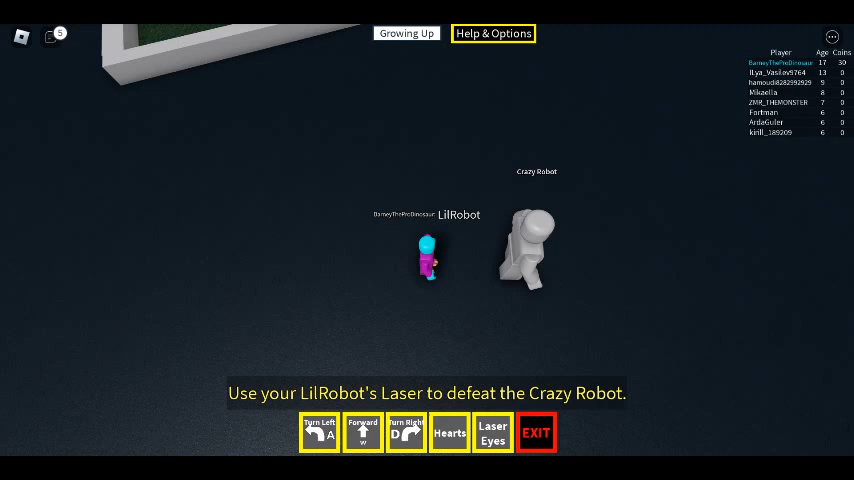 5
Growing Up
Help & Options
Player Age Coins
BarneyTheProDinosaur 17 30
ILya_Vasilev9764 13 0
hamoudi8282992929 9 0
Mikaella 8 0
ZMR_THEMONSTER 7 0
Fortman 6 0
ArdaGuler 6 0
kirill_189209 6 0
Crazy Robot
BarneyTheProDinosaur: LilRobot
Use your LilRobot's Laser to defeat the Crazy Robot.
Turn Left A
Forward W
Turn Right D
Hearts
Laser Eyes
EXIT